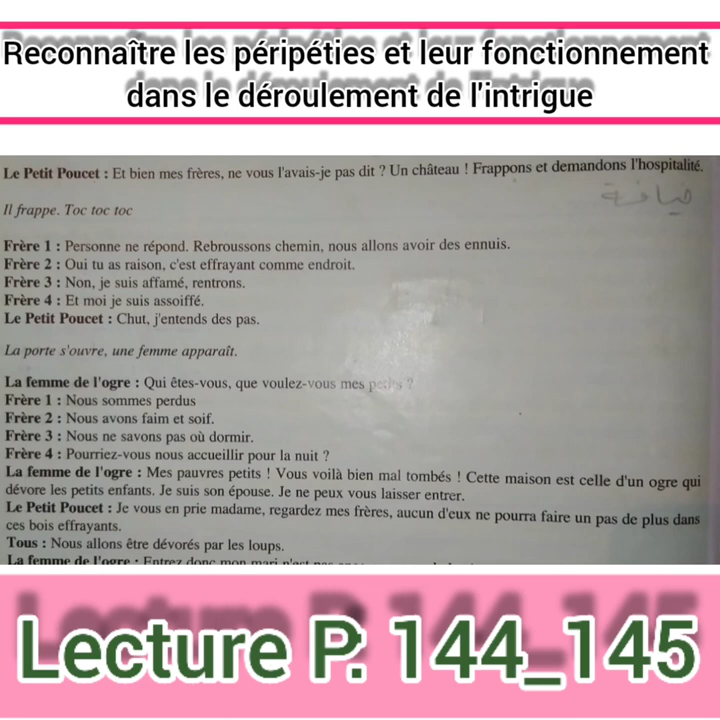 Reconnaître les péripéties et leur fonctionnement
dans le déroulement de l'intrigue
Le Petit Poucet : Et bien mes frères, ne vous l'avais-je pas dit ? Un château ! Frappons et demandons l'hospitalité.
ضيافة
Il frappe. Toc toc toc
Frère 1 : Personne ne répond. Rebroussons chemin, nous allons avoir des ennuis.
Frère 2 : Oui tu as raison, c'est effrayant comme endroit.
Frère 3 : Non, je suis affamé, rentrons.
Frère 4 : Et moi je suis assoiffé.
Le Petit Poucet : Chut, j'entends des pas.
La porte s'ouvre, une femme apparaît.
La femme de l'ogre : Qui êtes-vous, que voulez-vous mes petits ?
Frère 1 : Nous sommes perdus
Frère 2 : Nous avons faim et soif.
Frère 3 : Nous ne savons pas où dormir.
Frère 4 : Pourriez-vous nous accueillir pour la nuit ?
La femme de l'ogre : Mes pauvres petits ! Vous voilà bien mal tombés ! Cette maison est celle d'un ogre qui
dévore les petits enfants. Je suis son épouse. Je ne peux vous laisser entrer.
Le Petit Poucet : Je vous en prie madame, regardez mes frères, aucun d'eux ne pourra faire un pas de plus dans
ces bois effrayants.
Tous : Nous allons être dévorés par les loups.
La femme de l'ogre : Entrez donc mon mari n'est pas
Lecture P. 144_145